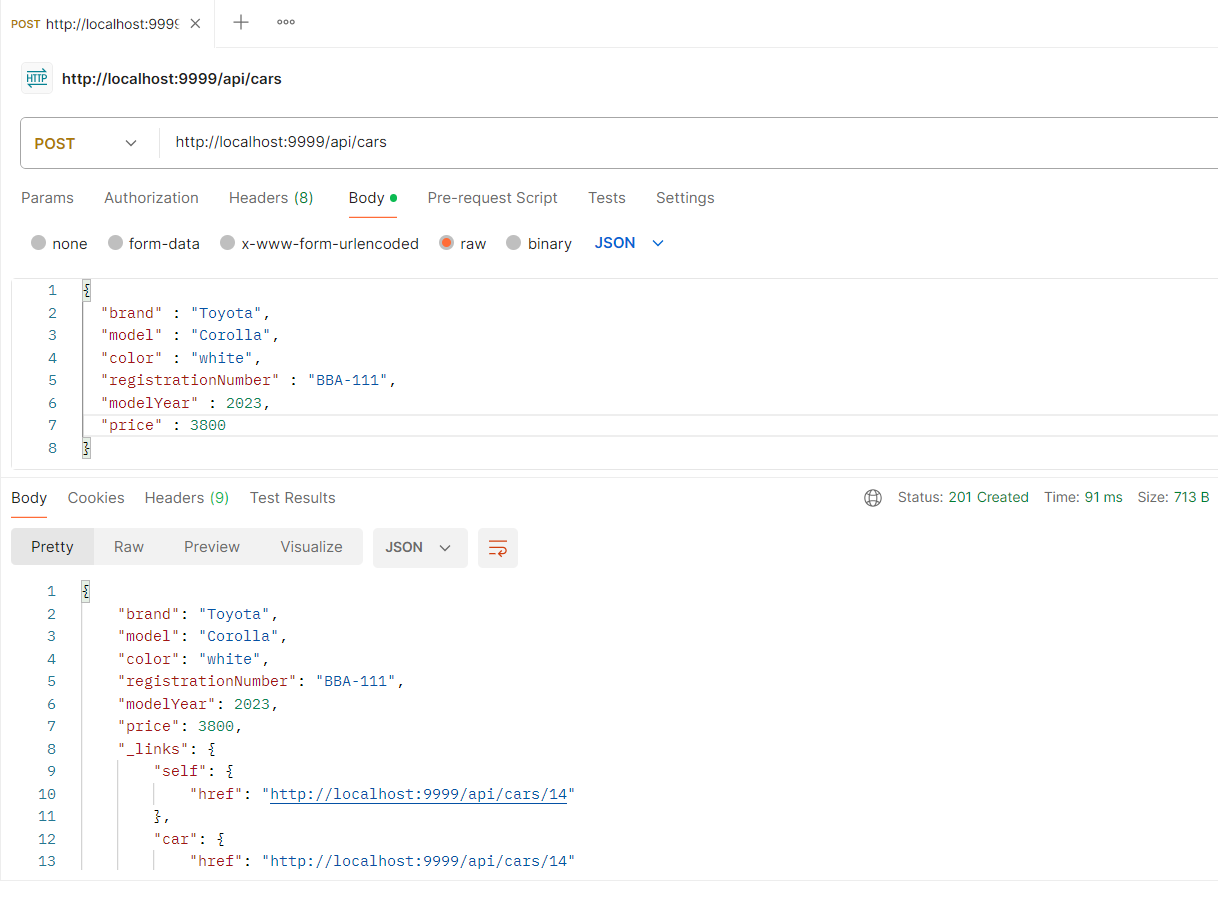 POST http://localhost:9999
HTTP http://localhost:9999/api/cars
POST http://localhost:9999/api/cars
Params Authorization Headers (8) Body Pre-request Script Tests Settings
none form-data x-www-form-urlencoded raw binary JSON
1 {
2 "brand" : "Toyota",
3 "model" : "Corolla",
4 "color" : "white",
5 "registrationNumber" : "BBA-111",
6 "modelYear" : 2023,
7 "price" : 3800
8 }
Body Cookies Headers (9) Test Results Status: 201 Created Time: 91 ms Size: 713 B
Pretty Raw Preview Visualize JSON
1 {
2 "brand": "Toyota",
3 "model": "Corolla",
4 "color": "white",
5 "registrationNumber": "BBA-111",
6 "modelYear": 2023,
7 "price": 3800,
8 "_links": {
9 "self": {
10 "href": "http://localhost:9999/api/cars/14"
11 },
12 "car": {
13 "href": "http://localhost:9999/api/cars/14"